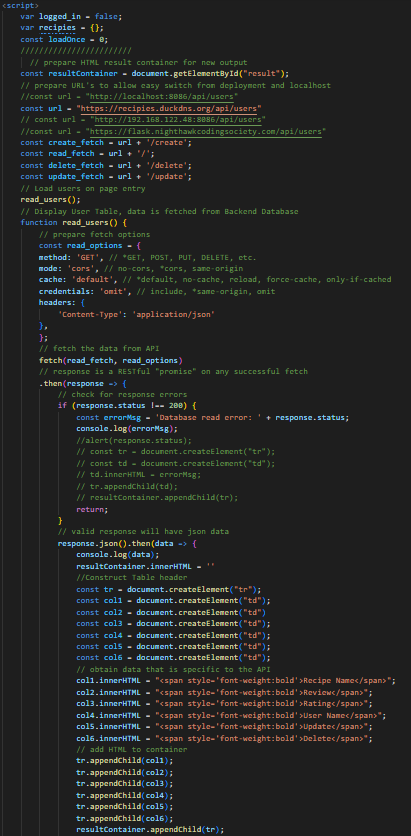 <script>
var logged_in = false;
var recipies = {};
const loadOnce = 0;
////////////////////////
// prepare HTML result container for new output
const resultContainer = document.getElementById("result");
// prepare URL's to allow easy switch from deployment and localhost
//const url = "http://localhost:8086/api/users"
const url = "https://recipies.duckdns.org/api/users"
// const url = "http://192.168.122.48:8086/api/users"
//const url = "https://flask.nighthawkcodingsociety.com/api/users"
const create_fetch = url + '/create';
const read_fetch = url + '/';
const delete_fetch = url + '/delete';
const update_fetch = url + '/update';
// Load users on page entry
read_users();
// Display User Table, data is fetched from Backend Database
function read_users() {
// prepare fetch options
const read_options = {
method: 'GET', // *GET, POST, PUT, DELETE, etc.
mode: 'cors', // no-cors, *cors, same-origin
cache: 'default', // *default, no-cache, reload, force-cache, only-if-cached
credentials: 'omit', // include, *same-origin, omit
headers: {
'Content-Type': 'application/json'
},
};
// fetch the data from API
fetch(read_fetch, read_options)
// response is a RESTful "promise" on any successful fetch
.then(response => {
// check for response errors
if (response.status !== 200) {
const errorMsg = 'Database read error: ' + response.status;
console.log(errorMsg);
//alert(response.status);
// const tr = document.createElement("tr");
// const td = document.createElement("td");
// td.innerHTML = errorMsg;
// tr.appendChild(td);
// resultContainer.appendChild(tr);
return;
}
// valid response will have json data
response.json().then(data => {
console.log(data);
resultContainer.innerHTML = ''
//Construct Table header
const tr = document.createElement("tr");
const col1 = document.createElement("td");
const col2 = document.createElement("td")
const col3 = document.createElement("td");
const col4 = document.createElement("td");
const col5 = document.createElement("td");
const col6 = document.createElement("td");
// obtain data that is specific to the API
col1.innerHTML = "<span style='font-weight:bold'>Recipe Name</span>";
col2.innerHTML = "<span style='font-weight:bold'>Review</span>";
col3.innerHTML = "<span style='font-weight:bold'>Rating</span>";
col4.innerHTML = "<span style='font-weight:bold'>User Name</span>";
col5.innerHTML = "<span style='font-weight:bold'>Update</span>";
col6.innerHTML = "<span style='font-weight:bold'>Delete</span>";
// add HTML to container
tr.appendChild(col1);
tr.appendChild(col2);
tr.appendChild(col3);
tr.appendChild(col4);
tr.appendChild(col5);
tr.appendChild(col6);
resultContainer.appendChild(tr);